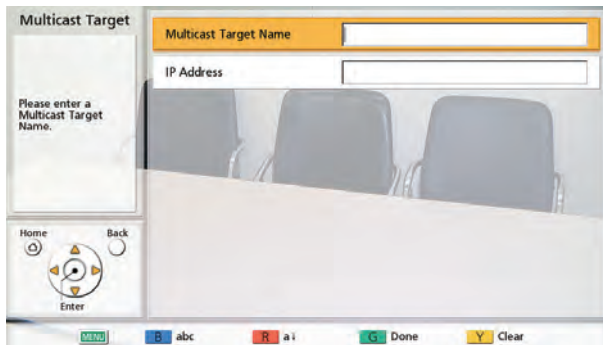 Multicast Target
Multicast Target Name
IP Address
Please enter a
Multicast Target
Name.
Home
Back
Enter
MENU
B abc
R a↓
G Done
Y Clear